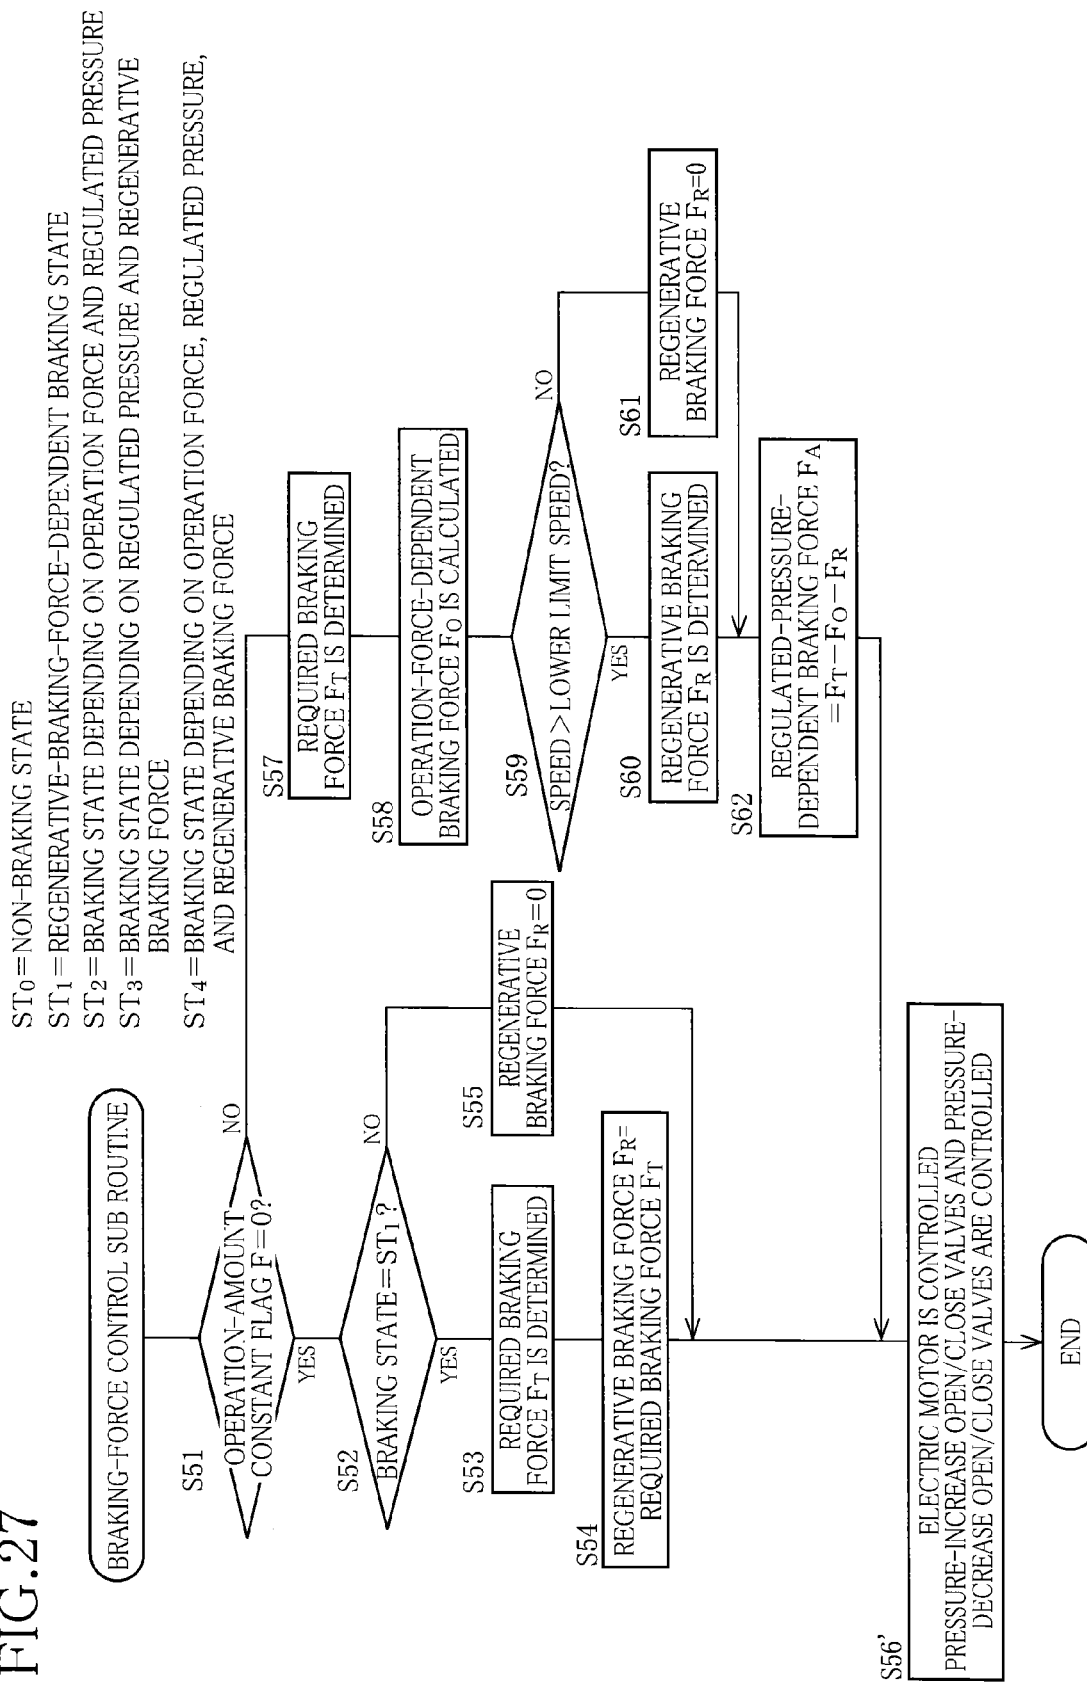 FIG.27
ST0=NON-BRAKING STATE
ST1=REGENERATIVE-BRAKING-FORCE-DEPENDENT BRAKING STATE
ST2=BRAKING STATE DEPENDING ON OPERATION FORCE AND REGULATED PRESSURE
ST3=BRAKING STATE DEPENDING ON REGULATED PRESSURE AND REGENERATIVE
BRAKING FORCE
ST4=BRAKING STATE DEPENDING ON OPERATION FORCE, REGULATED PRESSURE,
AND REGENERATIVE BRAKING FORCE
BRAKING-FORCE CONTROL SUB ROUTINE
S51
OPERATION-AMOUNT
CONSTANT FLAG F=0?
NO
YES
S52
BRAKING STATE=ST1?
NO
YES
S53
REQUIRED BRAKING
FORCE FT IS DETERMINED
S54
REGENERATIVE BRAKING FORCE FR=
REQUIRED BRAKING FORCE FT
S55
REGENERATIVE
BRAKING FORCE FR=0
S57
REQUIRED BRAKING
FORCE FT IS DETERMINED
S58
OPERATION-FORCE-DEPENDENT
BRAKING FORCE FO IS CALCULATED
S59
SPEED>LOWER LIMIT SPEED?
NO
YES
S60
REGENERATIVE BRAKING
FORCE FR IS DETERMINED
S61
REGENERATIVE
BRAKING FORCE FR=0
S62
REGULATED-PRESSURE-
DEPENDENT BRAKING FORCE FA
=FT-FO-FR
S56'
ELECTRIC MOTOR IS CONTROLLED
PRESSURE-INCREASE OPEN/CLOSE VALVES AND PRESSURE-
DECREASE OPEN/CLOSE VALVES ARE CONTROLLED
END